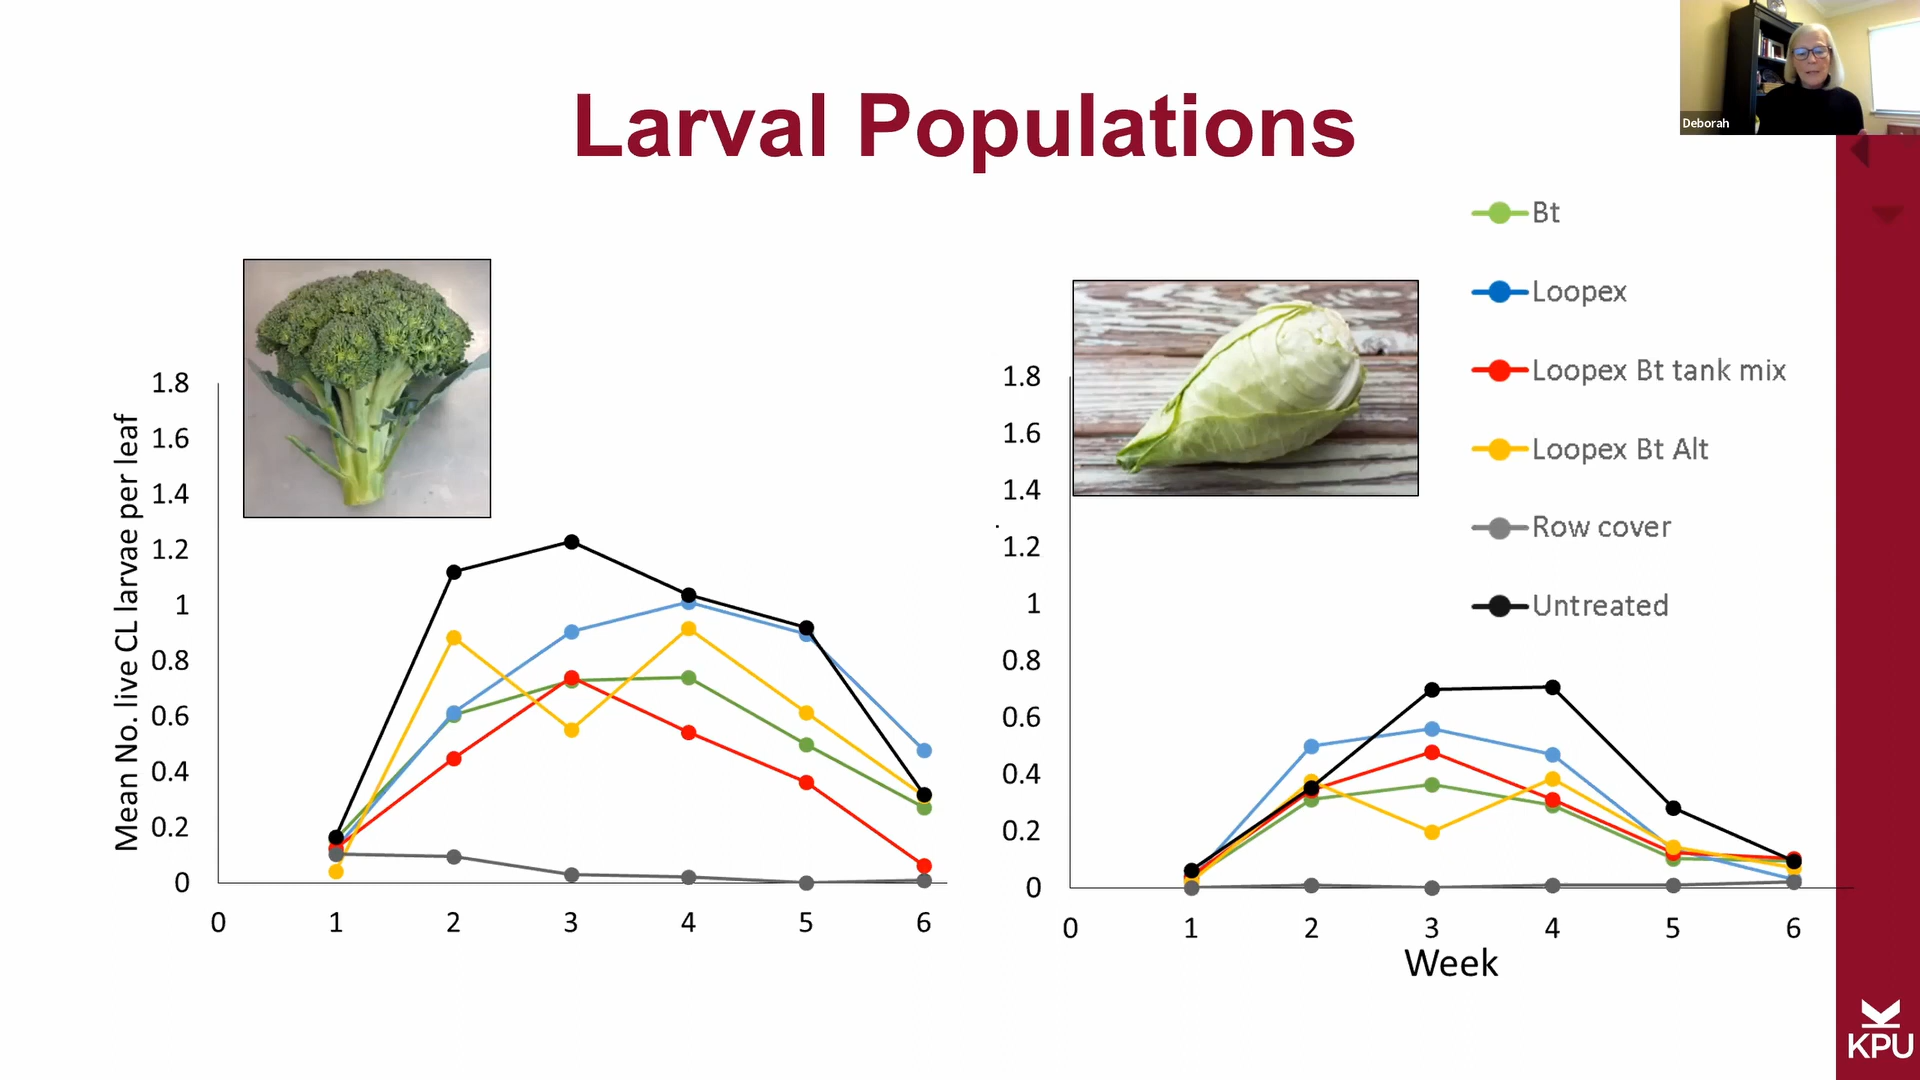 Deborah
Larval Populations
Bt
Loopex
Loopex Bt tank mix
Loopex Bt Alt
Row cover
Untreated
Mean No. live CL larvae per leaf
1.8
1.6
1.4
1.2
1
0.8
0.6
0.4
0.2
0
0 1 2 3 4 5 6
1.8
1.6
1.4
1.2
1
0.8
0.6
0.4
0.2
0
0 1 2 3 4 5 6
Week
KPU